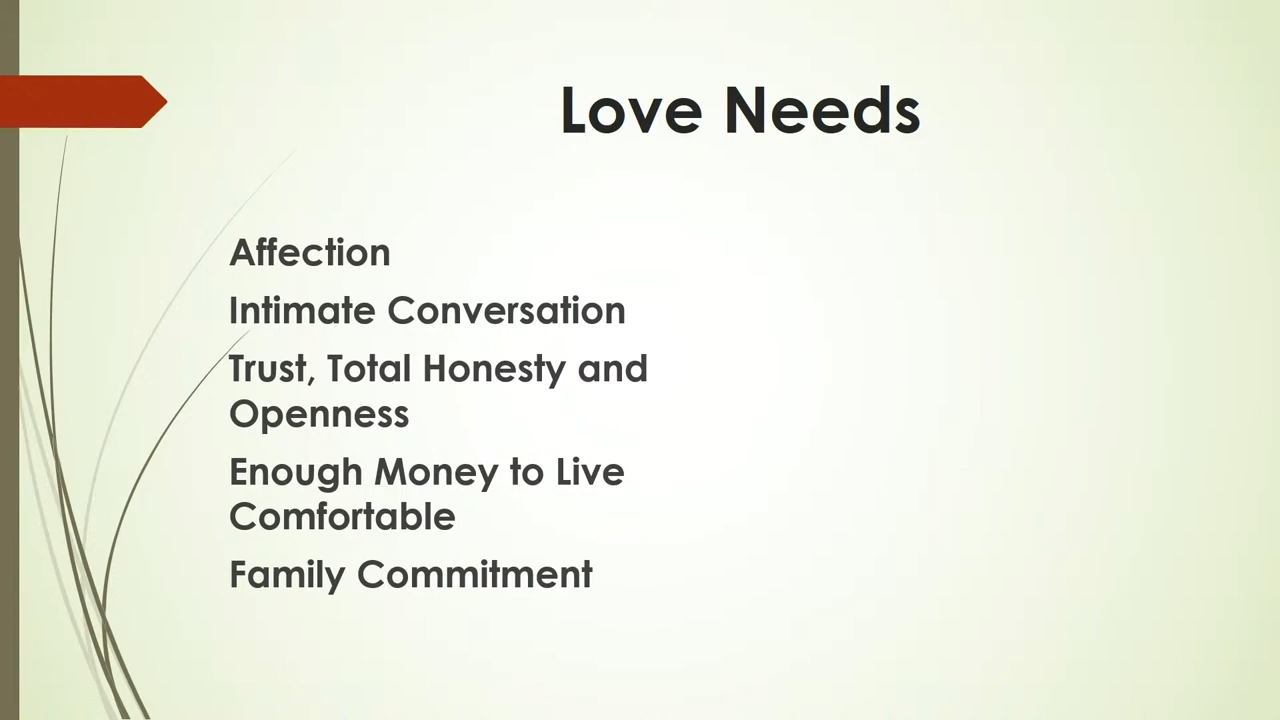 Love Needs
Affection
Intimate Conversation
Trust, Total Honesty and
Openness
Enough Money to Live
Comfortable
Family Commitment